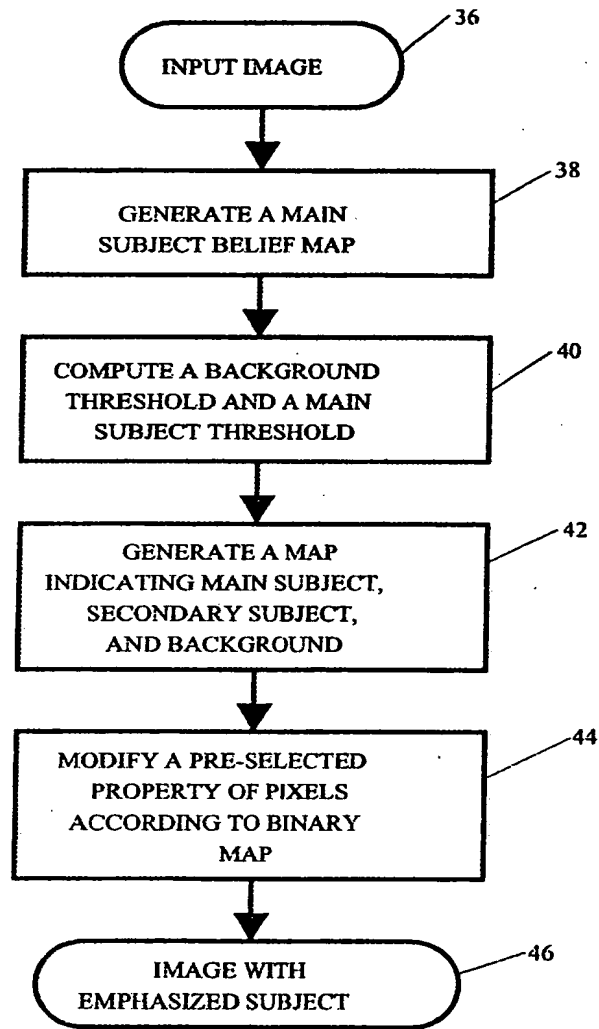 36
INPUT IMAGE
38
GENERATE A MAIN
SUBJECT BELIEF MAP
40
COMPUTE A BACKGROUND
THRESHOLD AND A MAIN
SUBJECT THRESHOLD
42
GENERATE A MAP
INDICATING MAIN SUBJECT,
SECONDARY SUBJECT,
AND BACKGROUND
44
MODIFY A PRE-SELECTED
PROPERTY OF PIXELS
ACCORDING TO BINARY
MAP
46
IMAGE WITH
EMPHASIZED SUBJECT